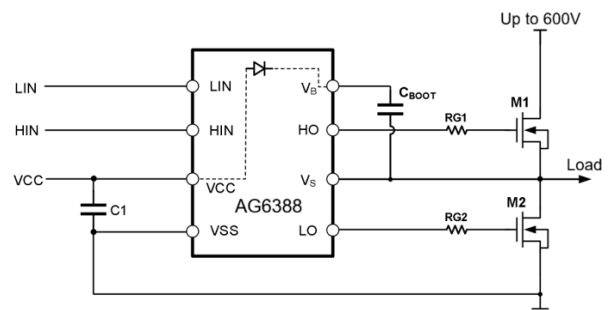 Up to 600V
LIN
LIN
VB
CBOOT
M1
HIN
HIN
HO
RG1
VCC
VCC
VS
Load
C1
AG6388
M2
VSS
LO
RG2